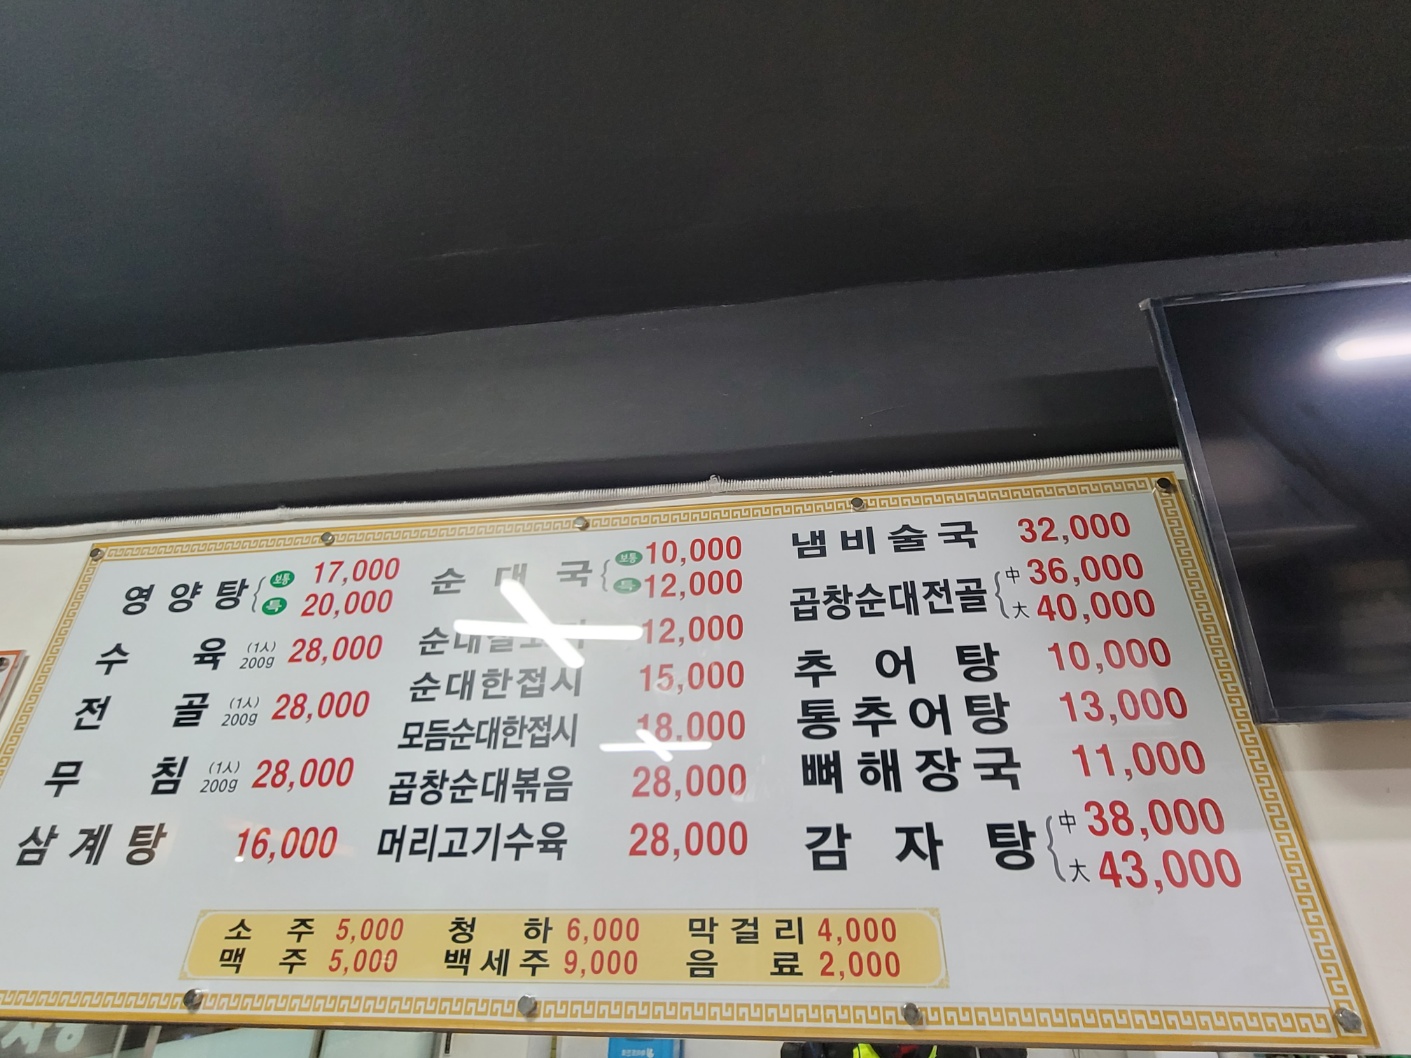 영양탕 보통 17,000
특 20,000
수육 (1人) 200g 28,000
전골 (1人) 200g 28,000
무침 (1人) 200g 28,000
삼계탕 16,000
순대국 보통 10,000
특 12,000
12,000
순대한접시 15,000
모듬순대한접시 18,000
곱창순대볶음 28,000
머리고기수육 28,000
냄비술국 32,000
곱창순대전골 中 36,000
大 40,000
추어탕 10,000
통추어탕 13,000
뼈해장국 11,000
감자탕 中 38,000
大 43,000
소주 5,000 청하 6,000 막걸리 4,000
맥주 5,000 백세주 9,000 음료 2,000